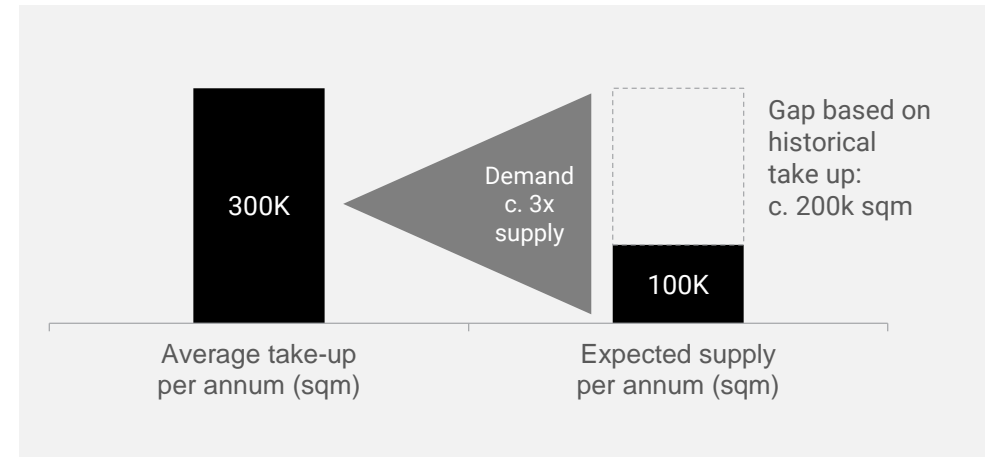 300K
Demand
c. 3x
supply
100K
Gap based on
historical
take up:
c. 200k sqm
Average take-up
per annum (sqm)
Expected supply
per annum (sqm)